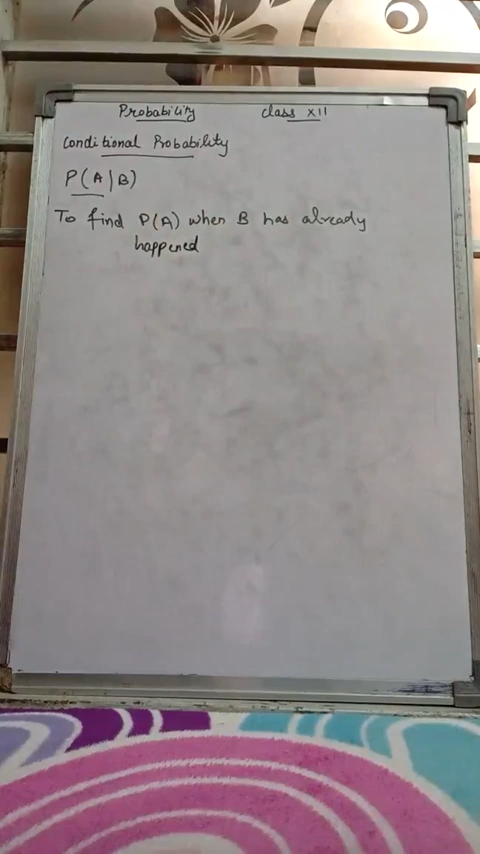 Probability class XII
Conditional Probability
P(A|B)
To find P(A) when B has already
happened